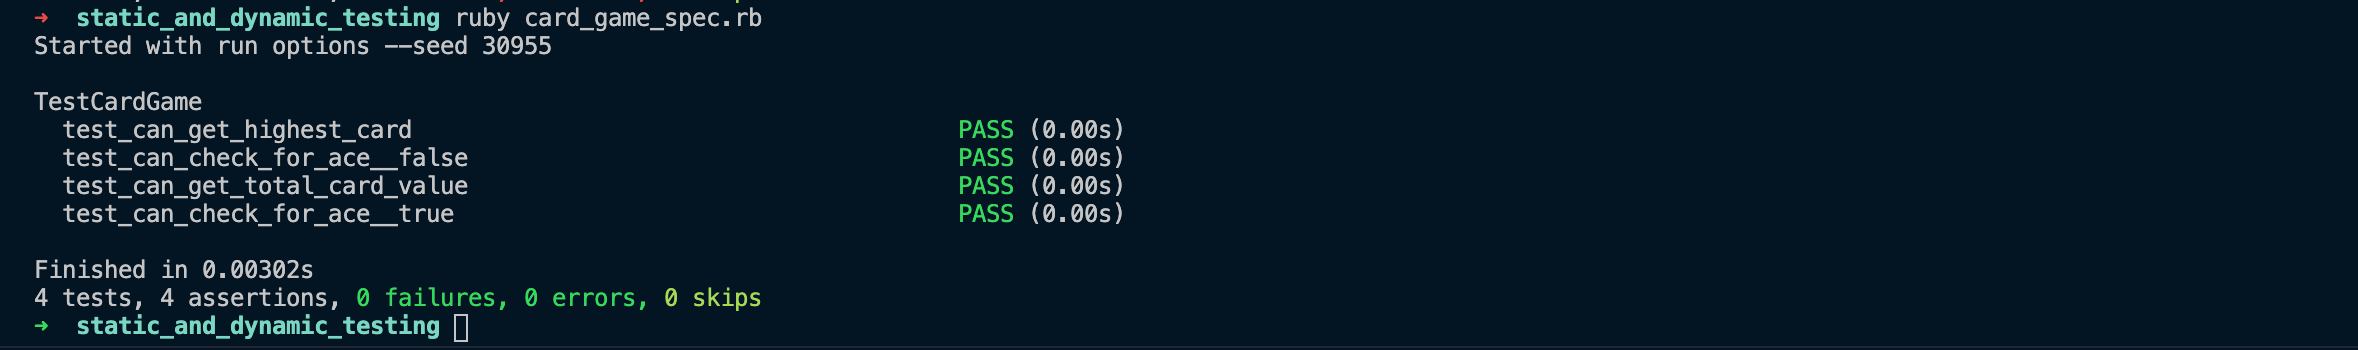 ➜  static_and_dynamic_testing ruby card_game_spec.rb
Started with run options --seed 30955
TestCardGame
  test_can_get_highest_card                                       PASS (0.00s)
  test_can_check_for_ace__false                                   PASS (0.00s)
  test_can_get_total_card_value                                   PASS (0.00s)
  test_can_check_for_ace__true                                    PASS (0.00s)
Finished in 0.00302s
4 tests, 4 assertions, 0 failures, 0 errors, 0 skips
➜  static_and_dynamic_testing